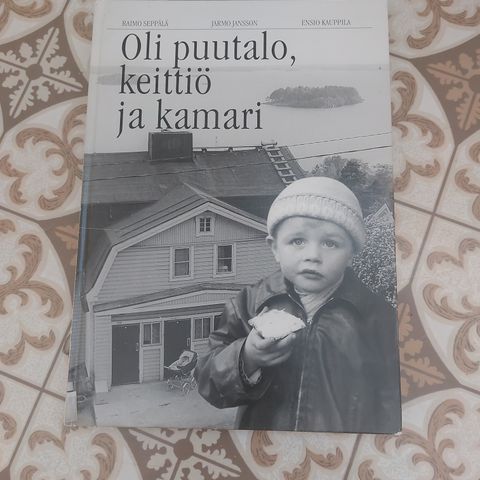 RAIMO SEPPÄLÄ JARMO JANSSON ENSIO KAUPPILA
Oli puutalo,
keittiö
ja kamari